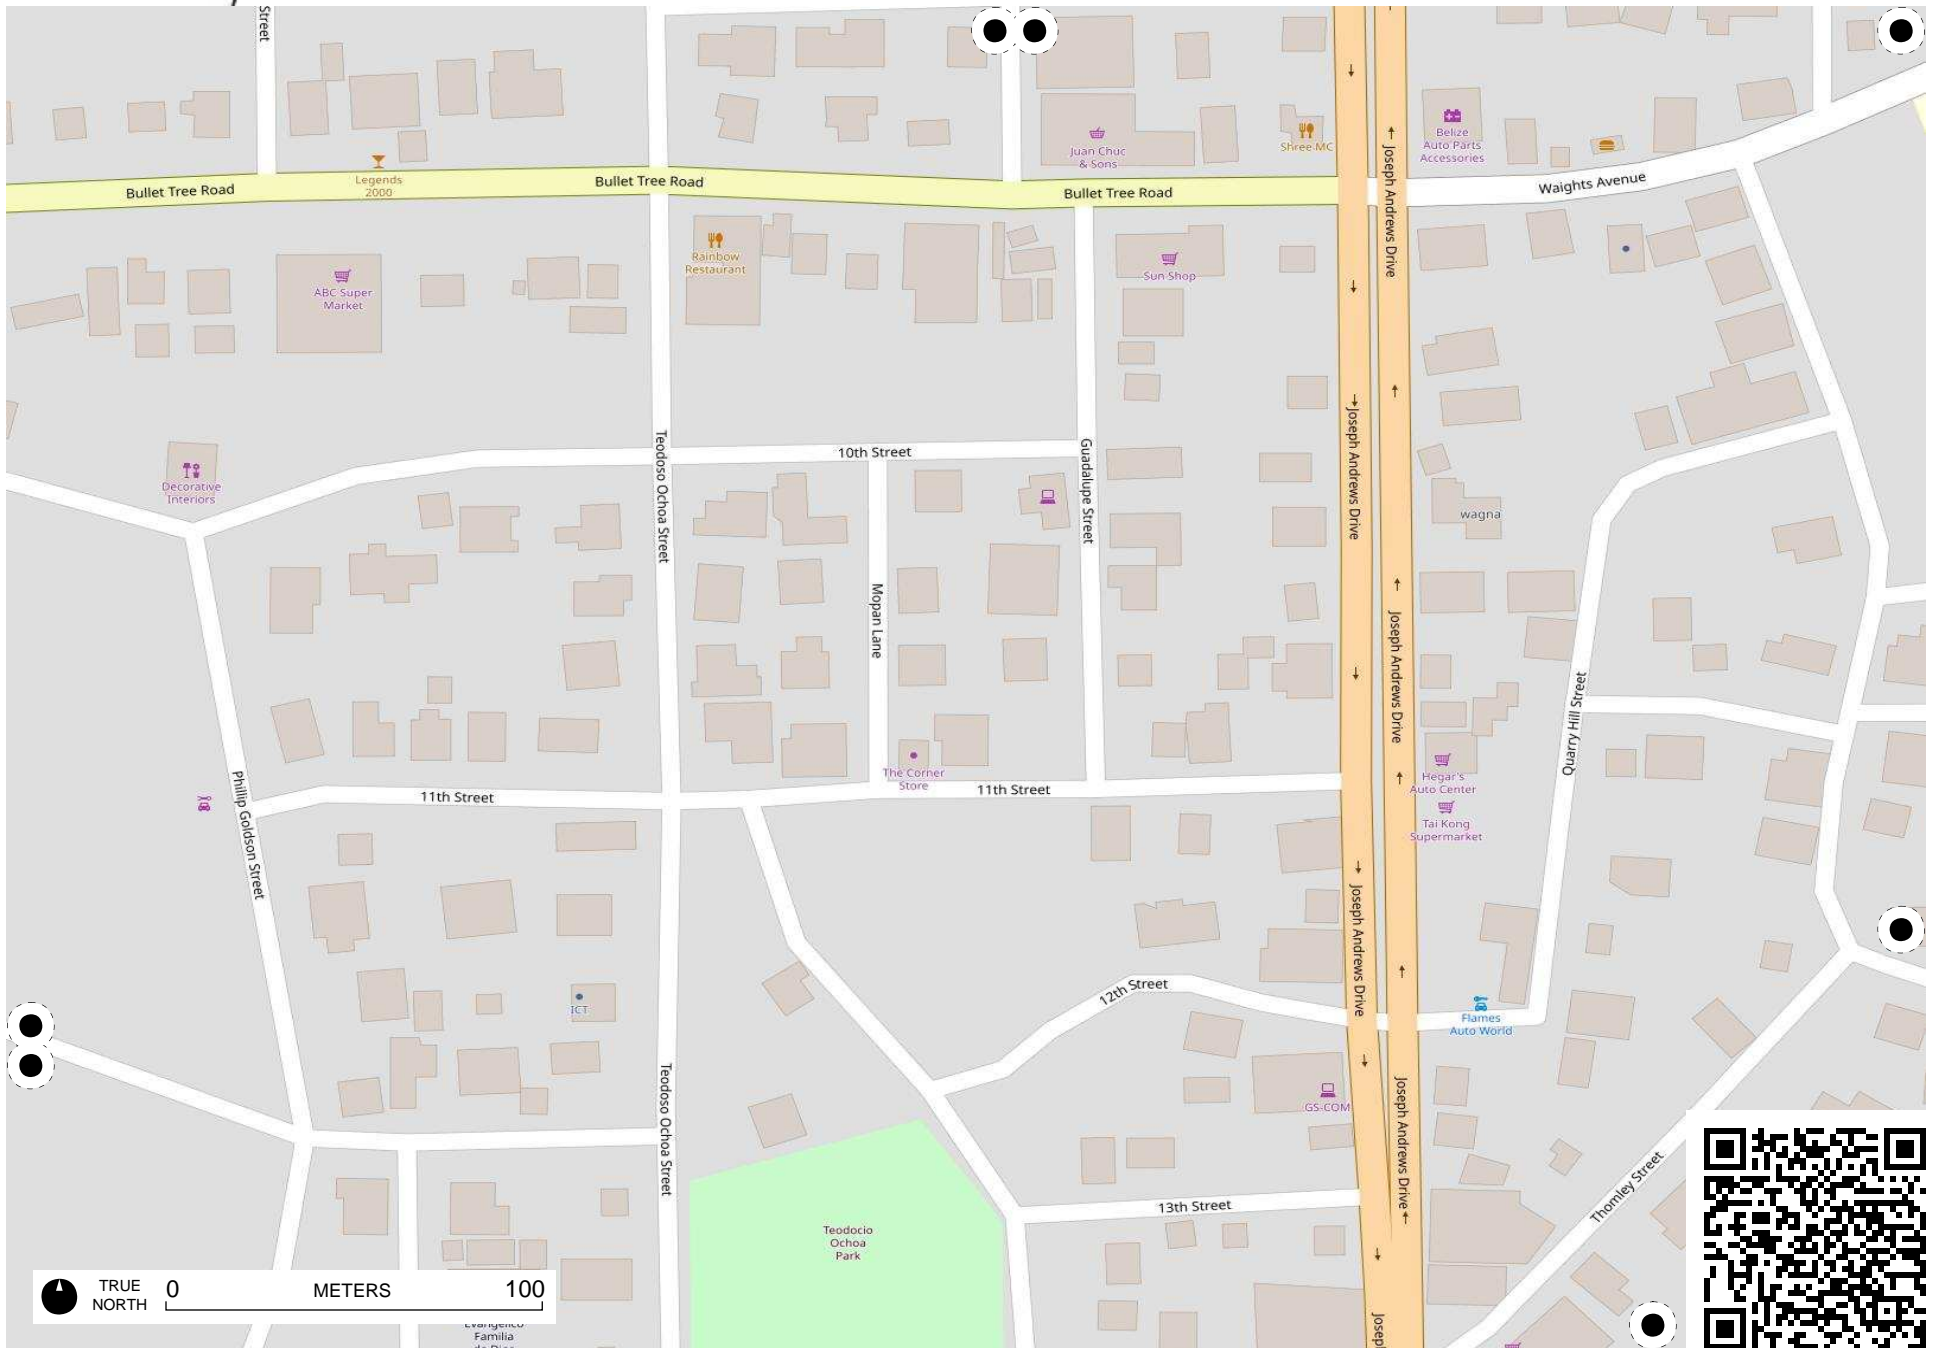 Street
Bullet Tree Road
Legends
2000
Bullet Tree Road
Juan Chuc
& Sons
Bullet Tree Road
Shree MC
Belize
Auto Parts
Accessories
Joseph Andrews Drive
Waights Avenue
Rainbow
Restaurant
Sun Shop
ABC Super
Market
Decorative
Interiors
Teodoso Ochoa Street
10th Street
Guadalupe Street
Joseph Andrews Drive
wagna
Mopan Lane
Joseph Andrews Drive
Quarry Hill Street
Phillip Goldson Street
11th Street
The Corner
Store
11th Street
Hegar's
Auto Center
Tai Kong
Supermarket
Joseph Andrews Drive
12th Street
ICT
Flames
Auto World
Teodoso Ochoa Street
GS-COM
Joseph Andrews Drive
13th Street
Thomley Street
Teodocio
Ochoa
Park
TRUE
NORTH
0 METERS 100
Evangelico
Familia
de Dios
Josep